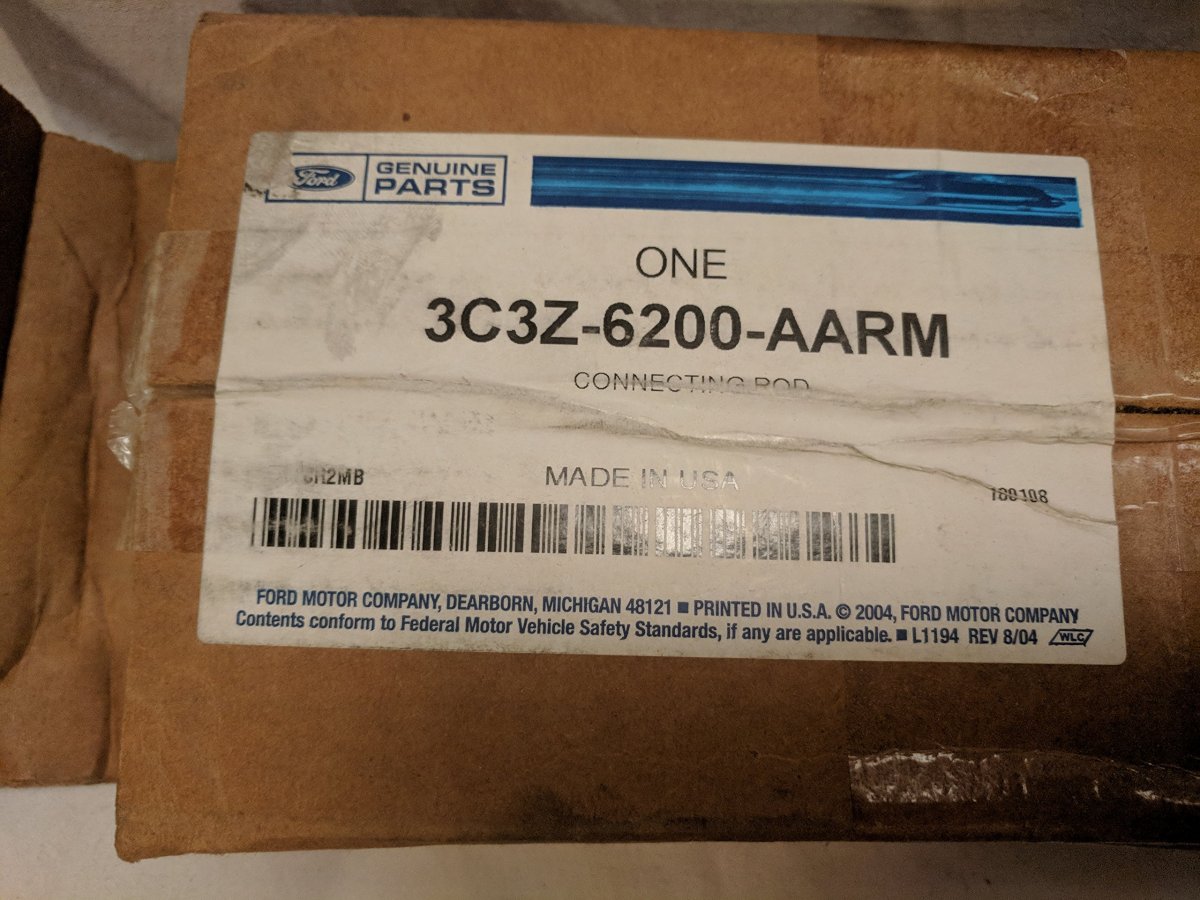 Ford GENUINE PARTS
ONE
3C3Z-6200-AARM
CONNECTING ROD
MADE IN USA
FORD MOTOR COMPANY, DEARBORN, MICHIGAN 48121 ■ PRINTED IN U.S.A. © 2004, FORD MOTOR COMPANY
Contents conform to Federal Motor Vehicle Safety Standards, if any are applicable. ■ L1194 REV 8/04 WLC